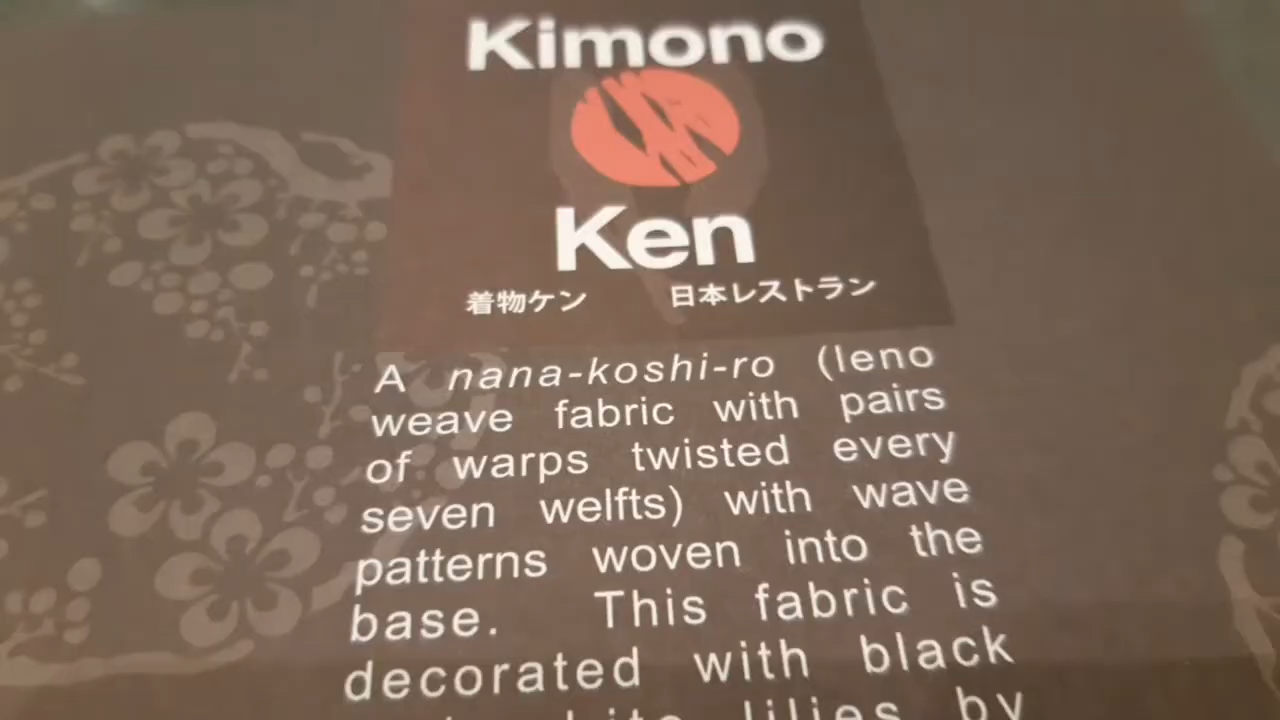 Kimono
Ken
着物ケン 日本レストラン
A nana-koshi-ro (leno
weave fabric with pairs
of warps twisted every
seven welfts) with wave
patterns woven into the
base. This fabric is
decorated with black
lilies by